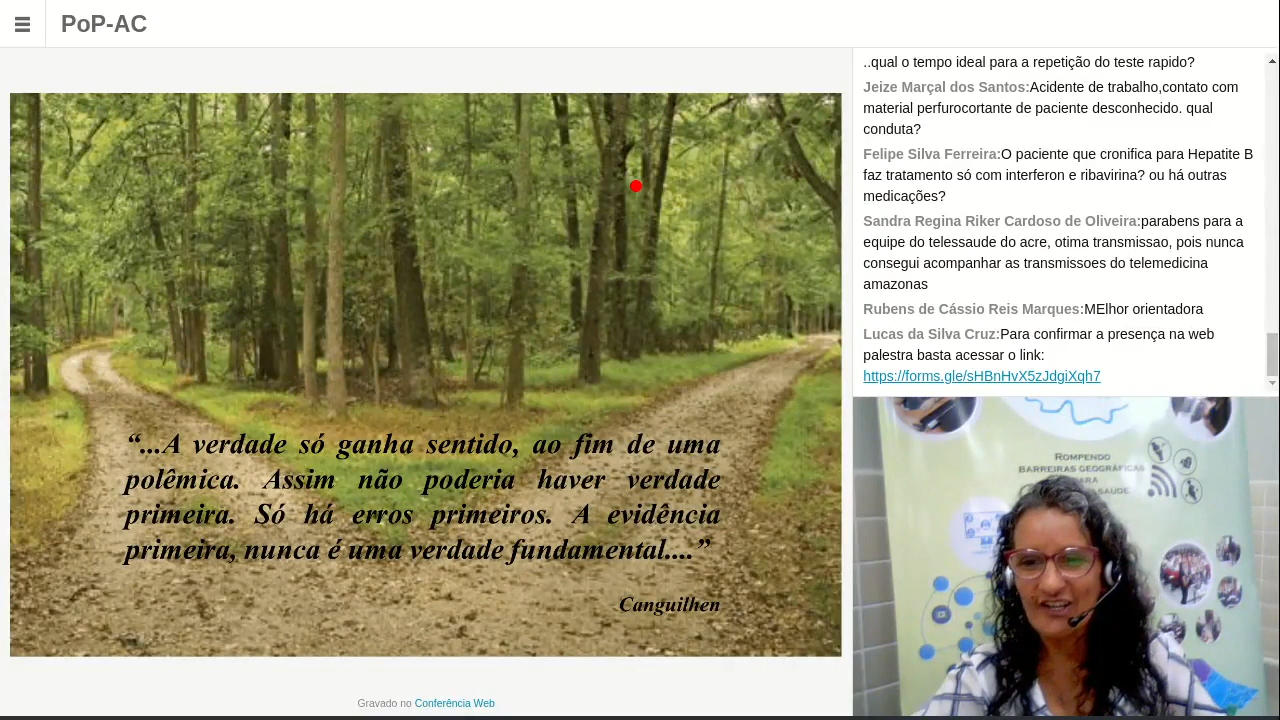 PoP-AC
..qual o tempo ideal para a repetição do teste rapido?
Jeize Marçal dos Santos:Acidente de trabalho,contato com
material perfurocortante de paciente desconhecido. qual
conduta?
Felipe Silva Ferreira:O paciente que cronifica para Hepatite B
faz tratamento só com interferon e ribavirina? ou há outras
medicações?
Sandra Regina Riker Cardoso de Oliveira:parabens para a
equipe do telessaude do acre, otima transmissao, pois nunca
consegui acompanhar as transmissoes do telemedicina
amazonas
Rubens de Cássio Reis Marques:MElhor orientadora
Lucas da Silva Cruz:Para confirmar a presença na web
palestra basta acessar o link:
https://forms.gle/sHBnHvX5zJdgiXqh7
“...A verdade só ganha sentido, ao fim de uma
polêmica. Assim não poderia haver verdade
primeira. Só há erros primeiros. A evidência
primeira, nunca é uma verdade fundamental....”
Canguilhen
ROMPENDO
BARREIRAS GEOGRÁFICAS
Gravado no Conferência Web